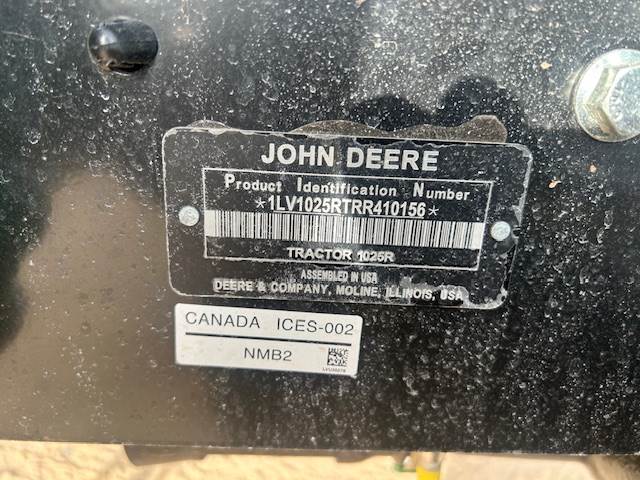 JOHN DEERE
Product Identification Number
*1LV1025RTRR410156*
TRACTOR 1025R
ASSEMBLED IN USA
DEERE & COMPANY, MOLINE, ILLINOIS, USA
CANADA ICES-002
NMB2